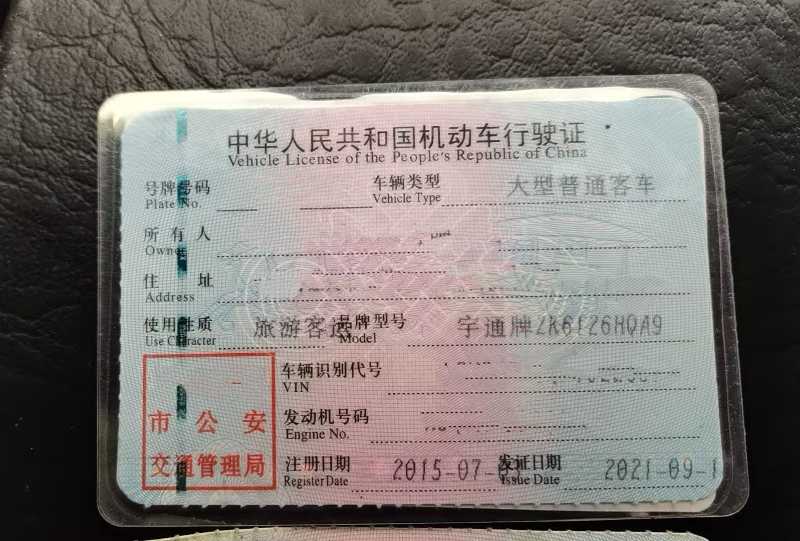 中华人民共和国机动车行驶证
Vehicle License of the People's Republic of China
号牌号码 车辆类型 大型普通客车
Plate No. Vehicle Type
所有人
Owner
住址
Address
使用性质 旅游客运 品牌型号 宇通牌ZK6126HQA9
Use Character Model
车辆识别代号
VIN
市公安
交通管理局
发动机号码
Engine No.
注册日期 2015-07- 发证日期 2021-09-1
Register Date Issue Date